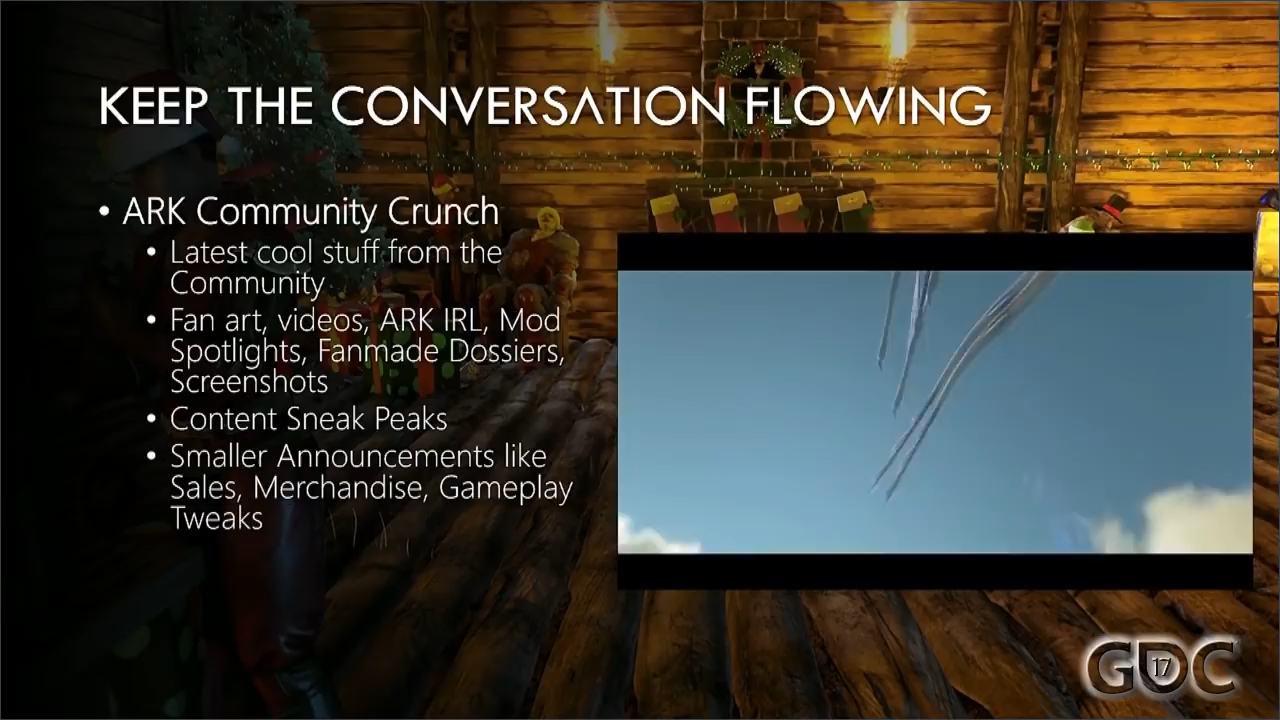 KEEP THE CONVERSATION FLOWING
• ARK Community Crunch
• Latest cool stuff from the
Community
• Fan art, videos, ARK IRL, Mod
Spotlights, Fanmade Dossiers,
Screenshots
• Content Sneak Peaks
• Smaller Announcements like
Sales, Merchandise, Gameplay
Tweaks
GDC
17